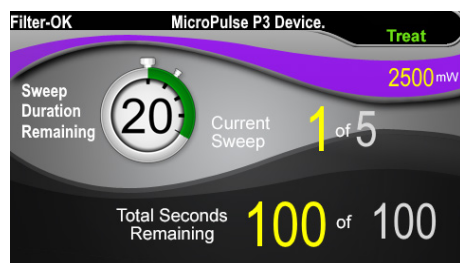 Filter-OK MicroPulse P3 Device.
Treat
2500 mW
Sweep
Duration
Remaining
20
Current
Sweep
1 of 5
Total Seconds
Remaining
100 of 100